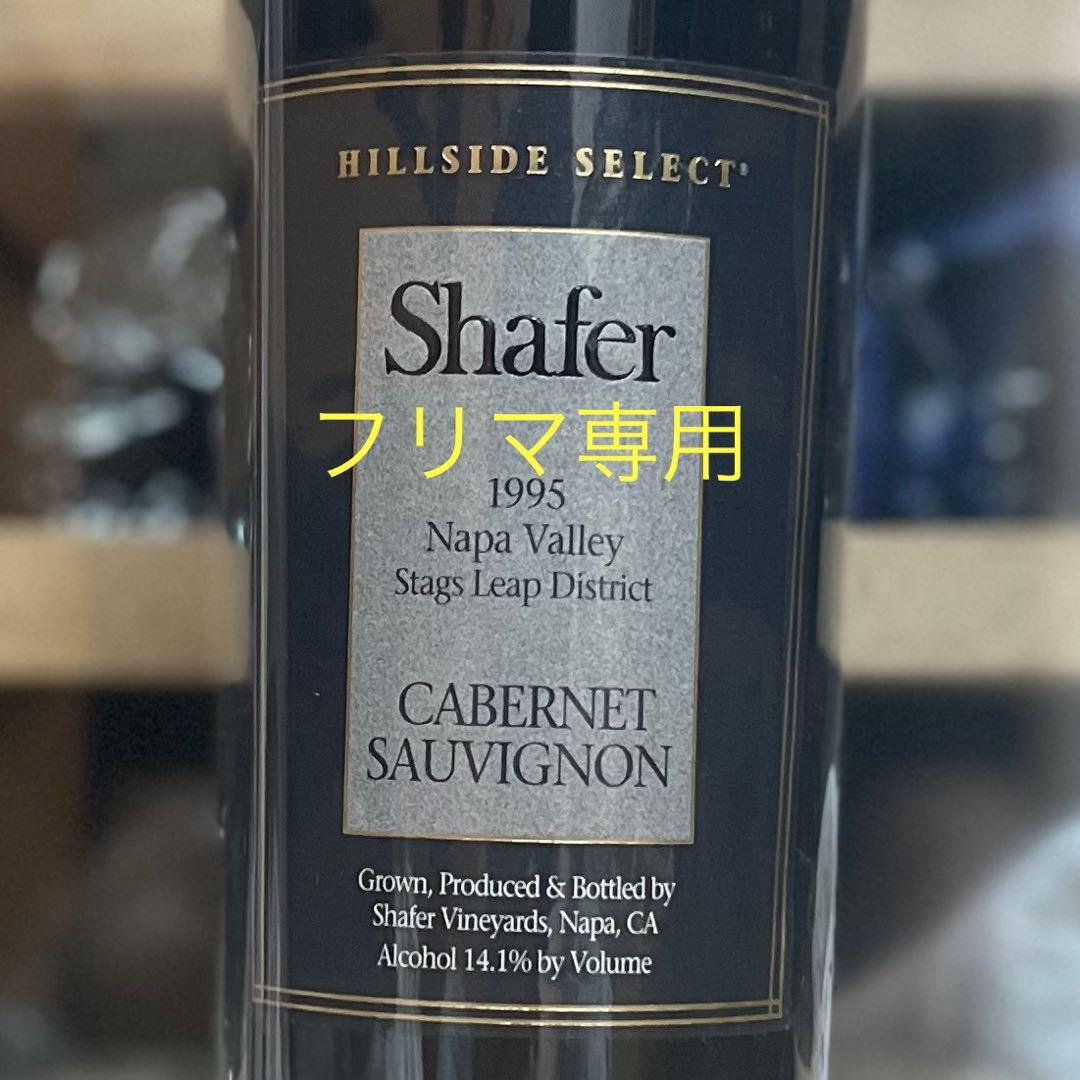 HILLSIDE SELECT®
Shafer
フリマ専用
1995
Napa Valley
Stags Leap District
CABERNET
SAUVIGNON
Grown, Produced & Bottled by
Shafer Vineyards, Napa, CA
Alcohol 14.1% by Volume